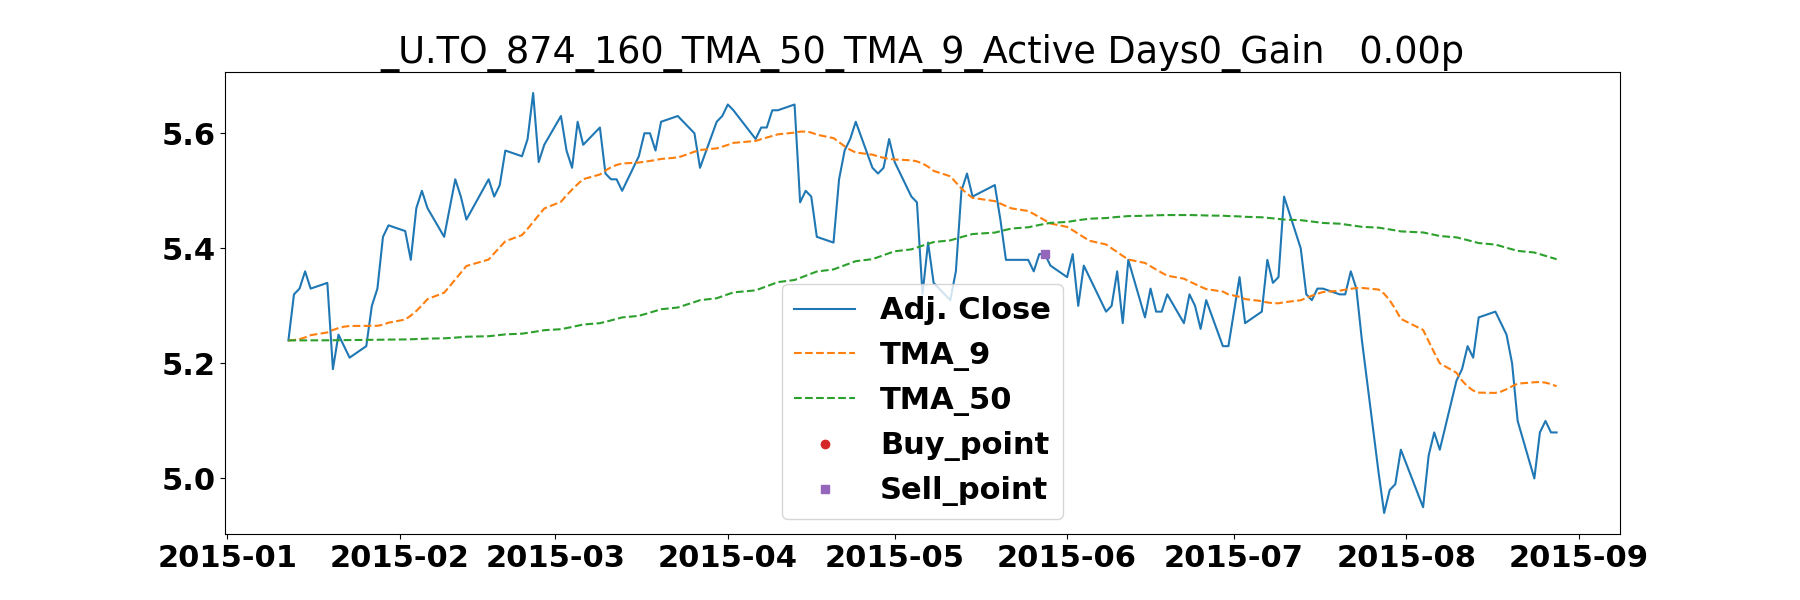 _U.TO_874_160_TMA_50_TMA_9_Active Days0_Gain   0.00p
5.6
5.4
5.2
5.0
Adj. Close
TMA_9
TMA_50
Buy_point
Sell_point
2015-01 2015-02 2015-03 2015-04 2015-05 2015-06 2015-07 2015-08 2015-09